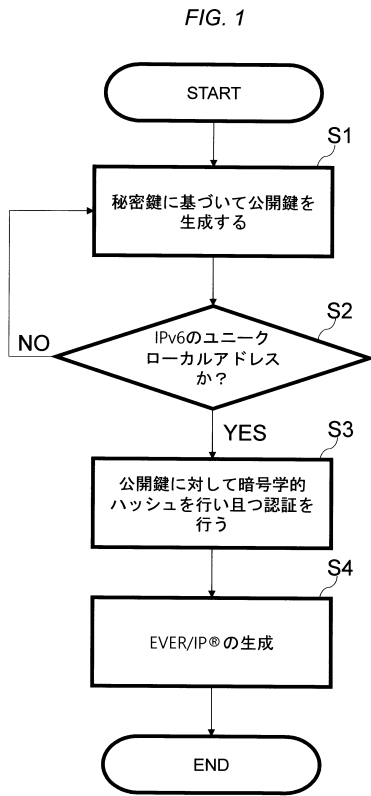 FIG. 1
START
S1
秘密鍵に基づいて公開鍵を
生成する
S2
IPv6のユニーク
ローカルアドレス
か？
NO
YES
S3
公開鍵に対して暗号学的
ハッシュを行い且つ認証を
行う
S4
EVER/IP®の生成
END